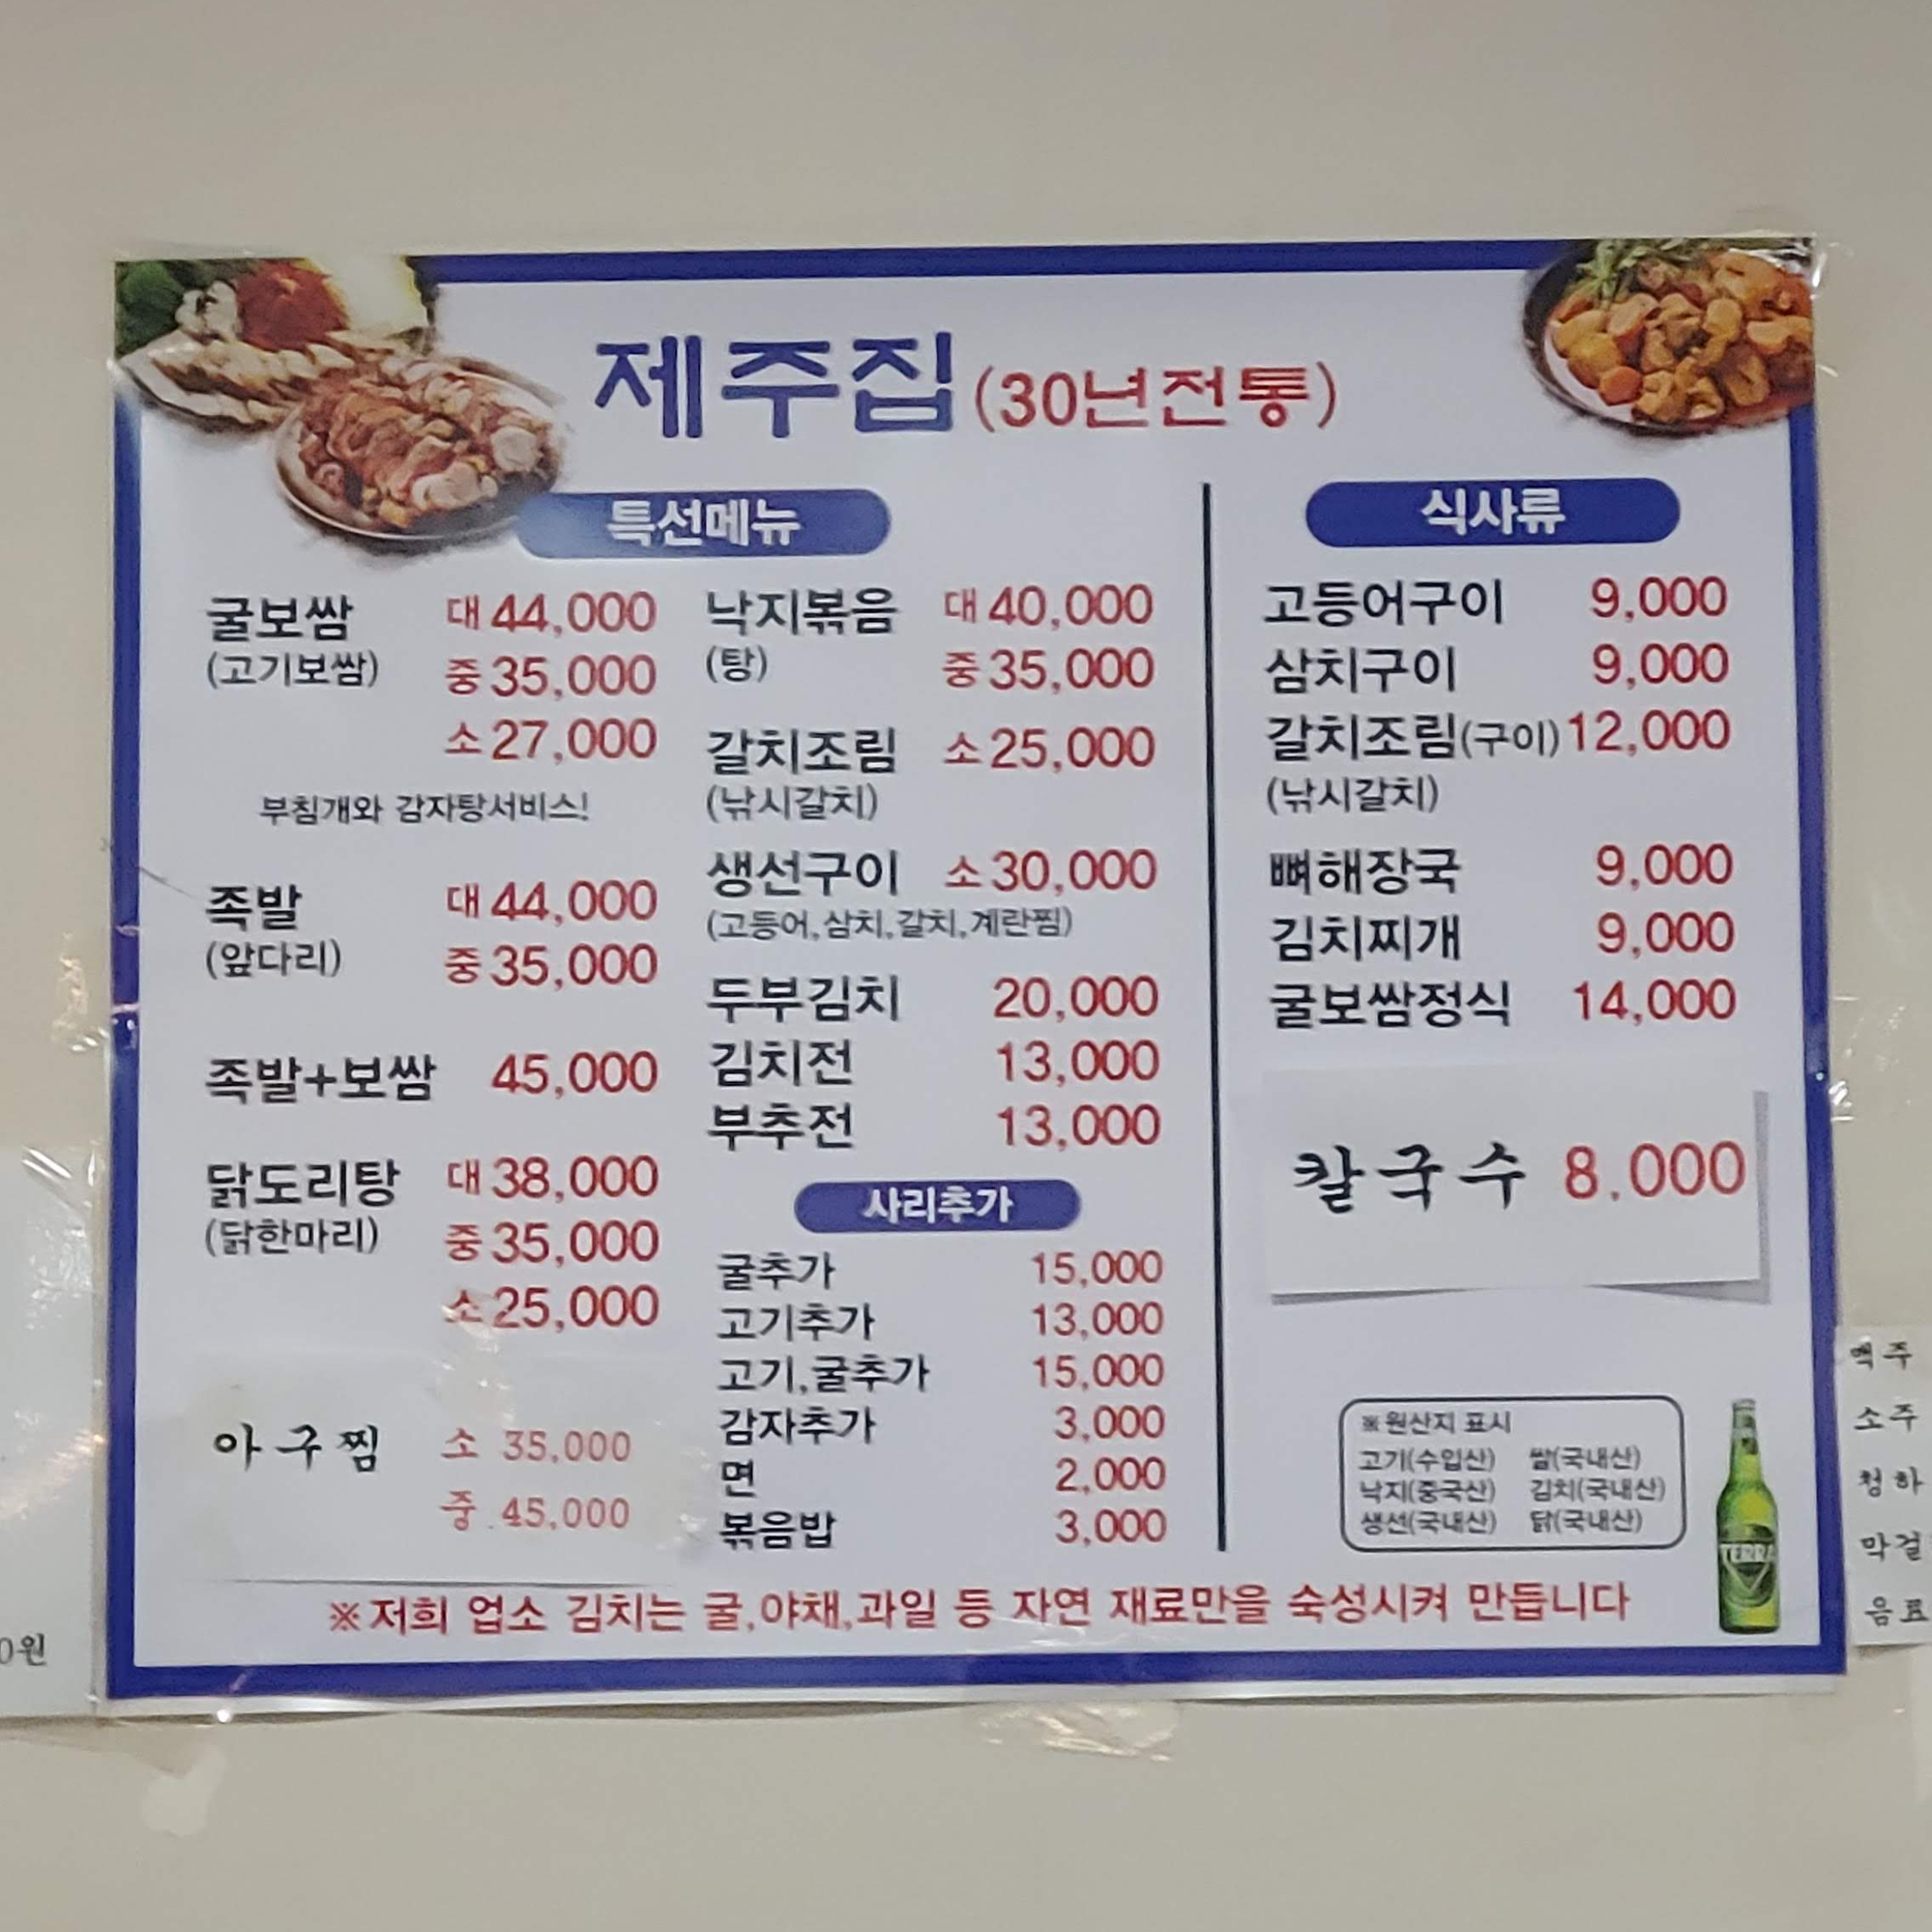 제주집(30년전통)
특선메뉴
굴보쌈 대 44,000
(고기보쌈) 중 35,000
소 27,000
부침개와 감자탕서비스!
족발 대 44,000
(앞다리) 중 35,000
족발+보쌈 45,000
닭도리탕 대 38,000
(닭한마리) 중 35,000
소 25,000
아구찜 소 35,000
중 45,000
낙지볶음 대 40,000
(탕) 중 35,000
갈치조림 소 25,000
(낚시갈치)
생선구이 소 30,000
(고등어,삼치,갈치,계란찜)
두부김치 20,000
김치전 13,000
부추전 13,000
사리추가
굴추가 15,000
고기추가 13,000
고기,굴추가 15,000
감자추가 3,000
면 2,000
볶음밥 3,000
식사류
고등어구이 9,000
삼치구이 9,000
갈치조림(구이) 12,000
(낚시갈치)
뼈해장국 9,000
김치찌개 9,000
굴보쌈정식 14,000
칼국수 8.000
※원산지 표시
고기(수입산) 쌀(국내산)
낙지(중국산) 김치(국내산)
생선(국내산) 닭(국내산)
TERRA
※저희 업소 김치는 굴,야채,과일 등 자연 재료만을 숙성시켜 만듭니다
맥주
소주
청하
막걸
음료
0원